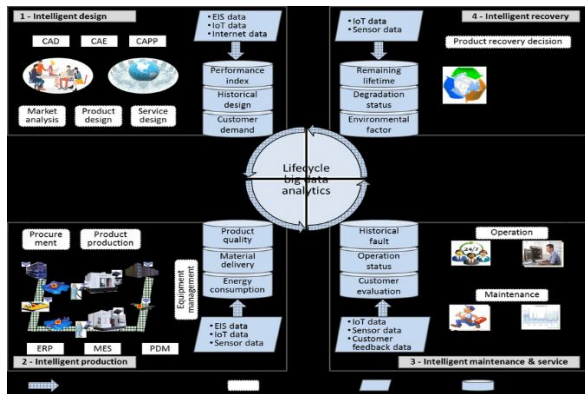 1 - Intelligent design
CAD
CAE
CAPP
Market
analysis
Product
design
Service
design
• EIS data
• IoT data
• Internet data
Performance
index
Historical
design
Customer
demand
• IoT data
• Sensor data
Remaining
lifetime
Degradation
status
Environmental
factor
4 - Intelligent recovery
Product recovery decision
Lifecycle
big data
analytics
Procure
ment
Product
production
Equipment
management
ERP
MES
PDM
2 - Intelligent production
Product
quality
Material
delivery
Energy
consumption
• EIS data
• IoT data
• Sensor data
Historical
fault
Operation
status
Customer
evaluation
• IoT data
• Sensor data
• Customer
feedback data
Operation
24/7
Maintenance
3 - Intelligent maintenance & service